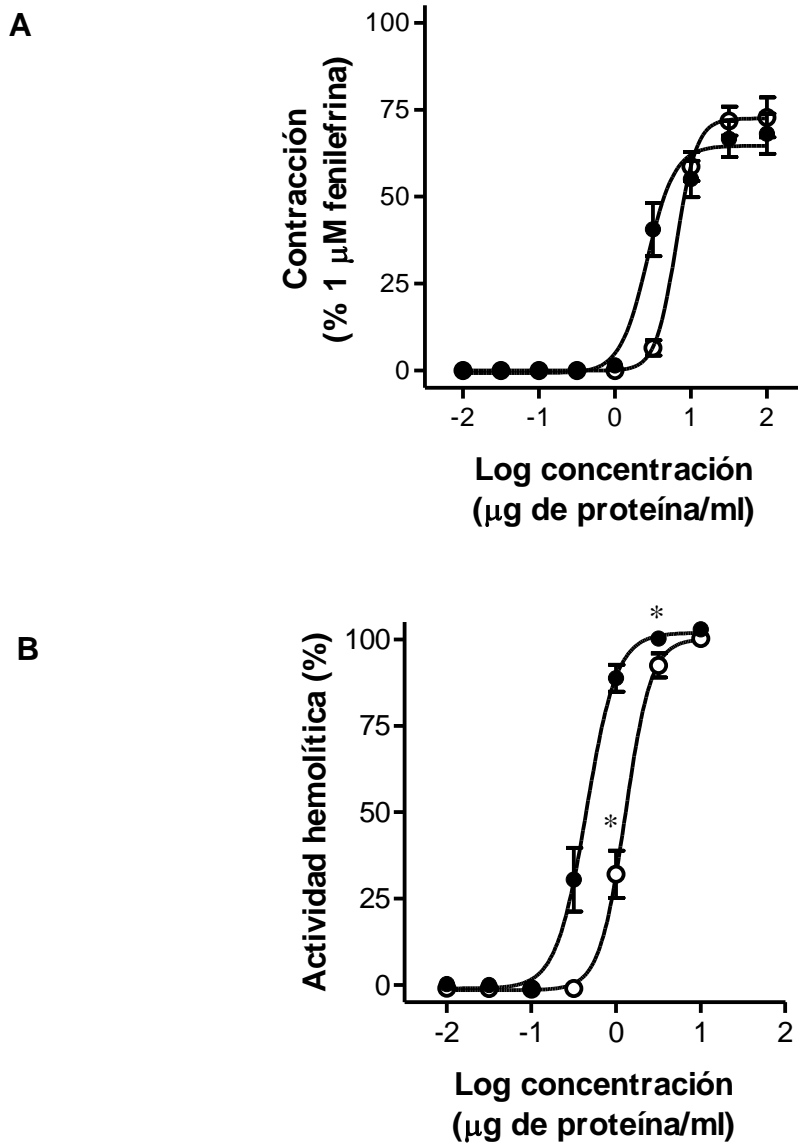 A
Contracción
(% 1 μM fenilefrina)
100
75
50
25
0
-2 -1 0 1 2
Log concentración
(μg de proteína/ml)
B
Actividad hemolítica (%)
100
75
50
25
0
*
*
-2 -1 0 1 2
Log concentración
(μg de proteína/ml)